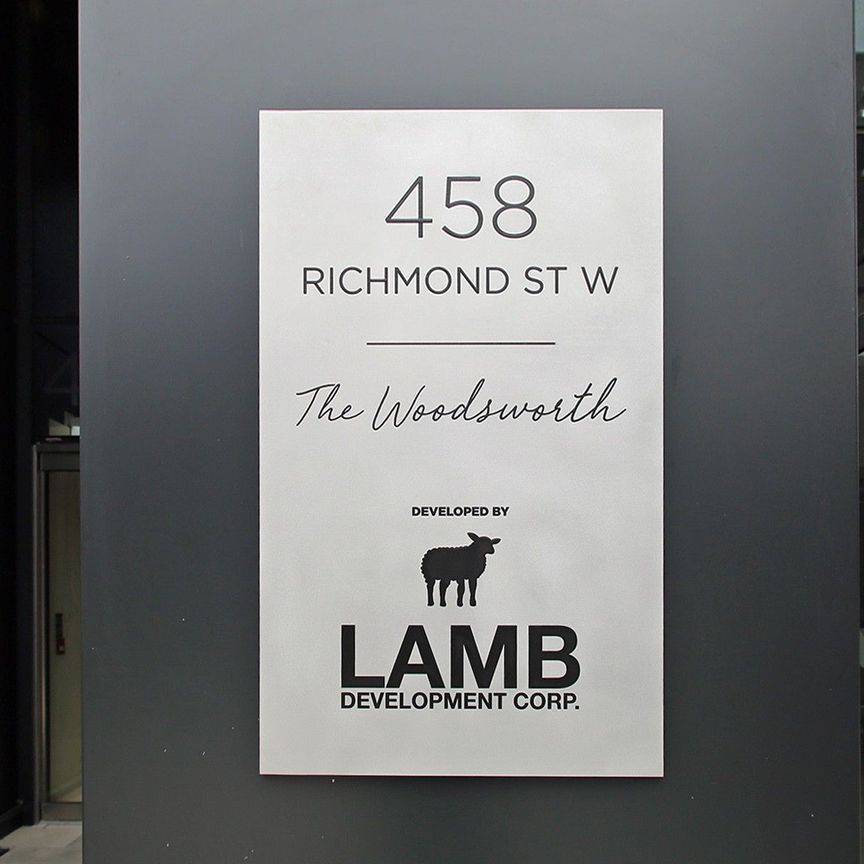 458
RICHMOND ST W
The Woodsworth
DEVELOPED BY
LAMB
DEVELOPMENT CORP.